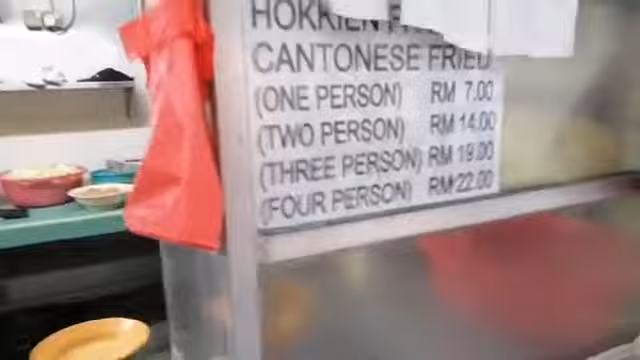 HOKKIEN
CANTONESE FRIED
(ONE PERSON) RM 7.00
(TWO PERSON) RM 14.00
(THREE PERSON) RM 19.00
(FOUR PERSON) RM 22.00